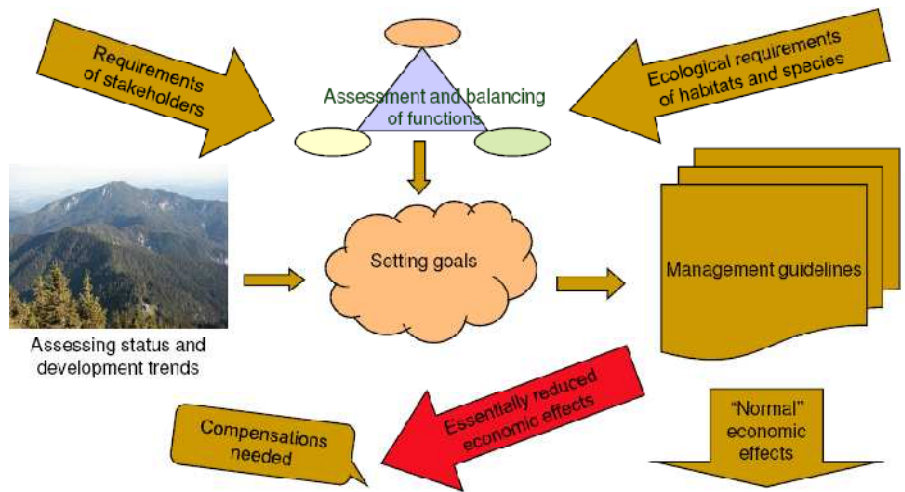 Requirements
of stakeholders
Assessment and balancing
of functions
Ecological requirements
of habitats and species
Setting goals
Management guidelines
Assessing status and
development trends
Essentially reduced
economic effects
Compensations
needed
“Normal”
economic
effects